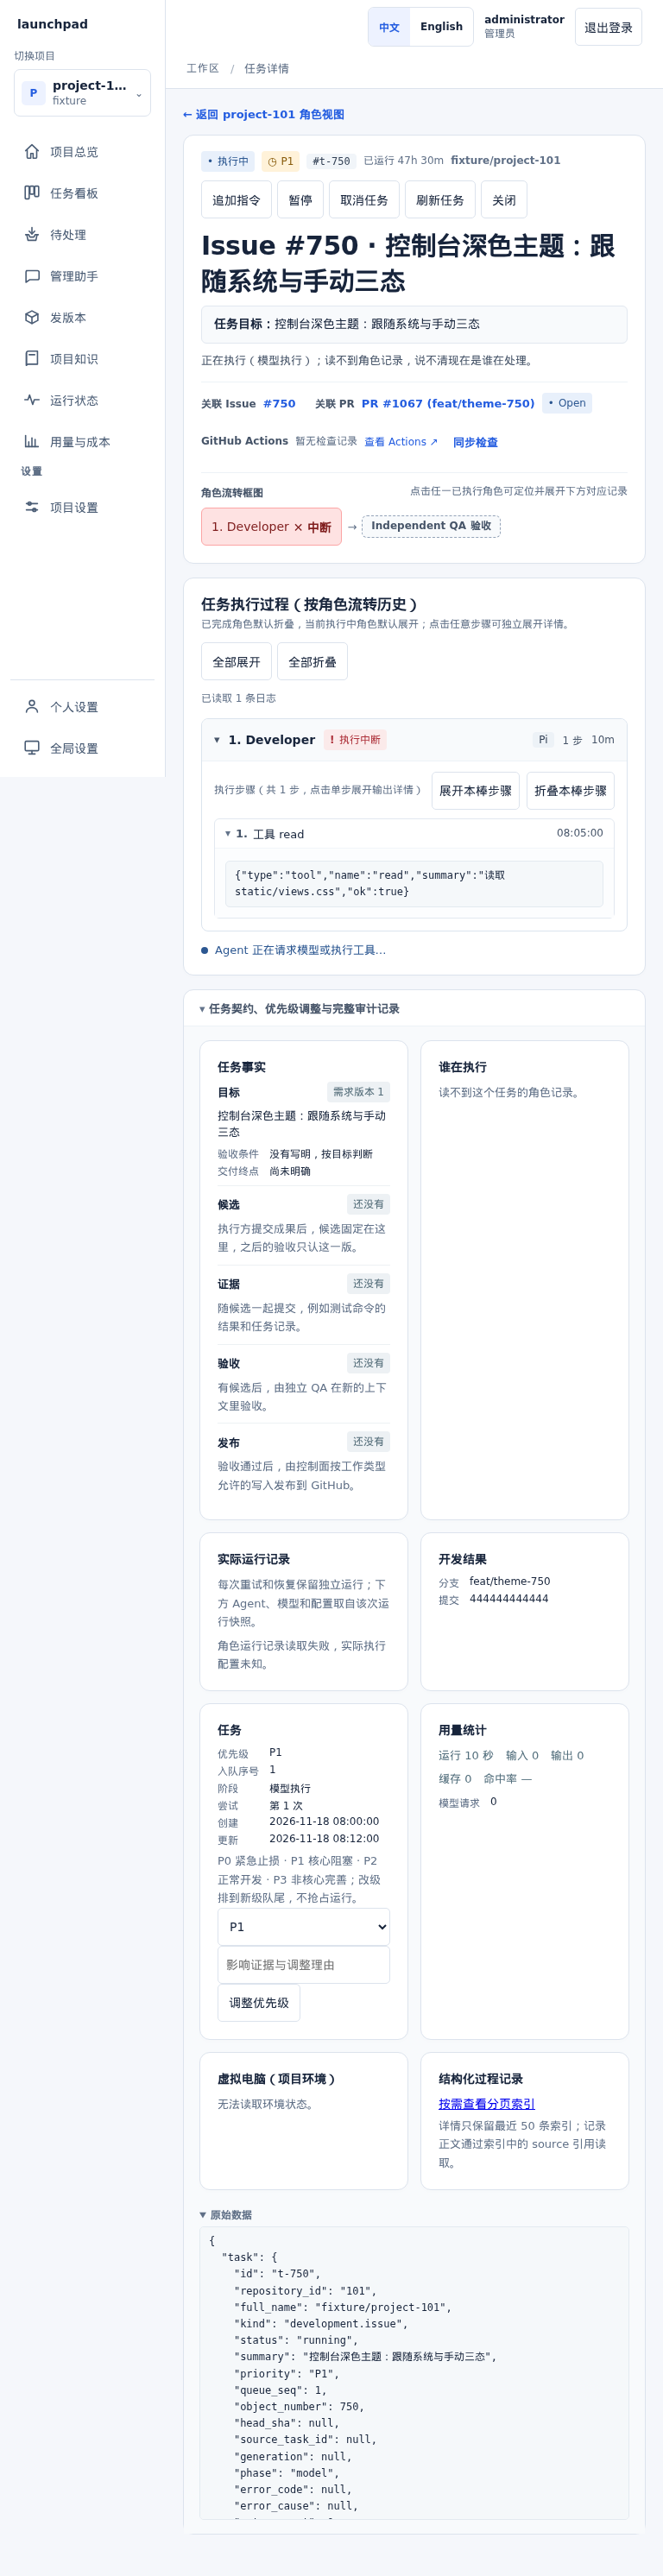 launchpad
切换项目
P
project-1…
fixture
项目总览
任务看板
待处理
管理助手
发版本
项目知识
运行状态
用量与成本
设置
项目设置
个人设置
全局设置
中文
English
administrator
管理员
退出登录
工作区 / 任务详情
← 返回 project-101 角色视图
• 执行中
P1
#t-750
已运行 47h 30m
fixture/project-101
追加指令
暂停
取消任务
刷新任务
关闭
Issue #750 · 控制台深色主题：跟
随系统与手动三态
任务目标：控制台深色主题：跟随系统与手动三态
正在执行（模型执行）；读不到角色记录，说不清现在是谁在处理。
关联 Issue #750 关联 PR PR #1067 (feat/theme-750) • Open
GitHub Actions 暂无检查记录 查看 Actions ↗ 同步检查
角色流转框图
点击任一已执行角色可定位并展开下方对应记录
1. Developer ✕ 中断 → Independent QA 验收
任务执行过程（按角色流转历史）
已完成角色默认折叠，当前执行中角色默认展开；点击任意步骤可独立展开详情。
全部展开
全部折叠
已读取 1 条日志
▾ 1. Developer ! 执行中断 Pi 1 步 10m
执行步骤（共 1 步，点击单步展开输出详情）
展开本棒步骤
折叠本棒步骤
▾ 1. 工具 read 08:05:00
{"type":"tool","name":"read","summary":"读取
static/views.css","ok":true}
Agent 正在请求模型或执行工具…
▾ 任务契约、优先级调整与完整审计记录
任务事实
目标 需求版本 1
控制台深色主题：跟随系统与手动
三态
验收条件 没有写明，按目标判断
交付终点 尚未明确
候选 还没有
执行方提交成果后，候选固定在这
里，之后的验收只认这一版。
证据 还没有
随候选一起提交，例如测试命令的
结果和任务记录。
验收 还没有
有候选后，由独立 QA 在新的上下
文里验收。
发布 还没有
验收通过后，由控制面按工作类型
允许的写入发布到 GitHub。
谁在执行
读不到这个任务的角色记录。
实际运行记录
每次重试和恢复保留独立运行；下
方 Agent、模型和配置取自该次运
行快照。
角色运行记录读取失败，实际执行
配置未知。
开发结果
分支 feat/theme-750
提交 444444444444
任务
优先级 P1
入队序号 1
阶段 模型执行
尝试 第 1 次
创建 2026-11-18 08:00:00
更新 2026-11-18 08:12:00
P0 紧急止损 · P1 核心阻塞 · P2
正常开发 · P3 非核心完善；改级
排到新级队尾，不抢占运行。
P1
影响证据与调整理由
调整优先级
用量统计
运行 10 秒 输入 0 输出 0
缓存 0 命中率 —
模型请求 0
虚拟电脑（项目环境）
无法读取环境状态。
结构化过程记录
按需查看分页索引
详情只保留最近 50 条索引；记录
正文通过索引中的 source 引用读
取。
▼ 原始数据
{
"task": {
"id": "t-750",
"repository_id": "101",
"full_name": "fixture/project-101",
"kind": "development.issue",
"status": "running",
"summary": "控制台深色主题：跟随系统与手动三态",
"priority": "P1",
"queue_seq": 1,
"object_number": 750,
"head_sha": null,
"source_task_id": null,
"generation": null,
"phase": "model",
"error_code": null,
"error_cause": null,